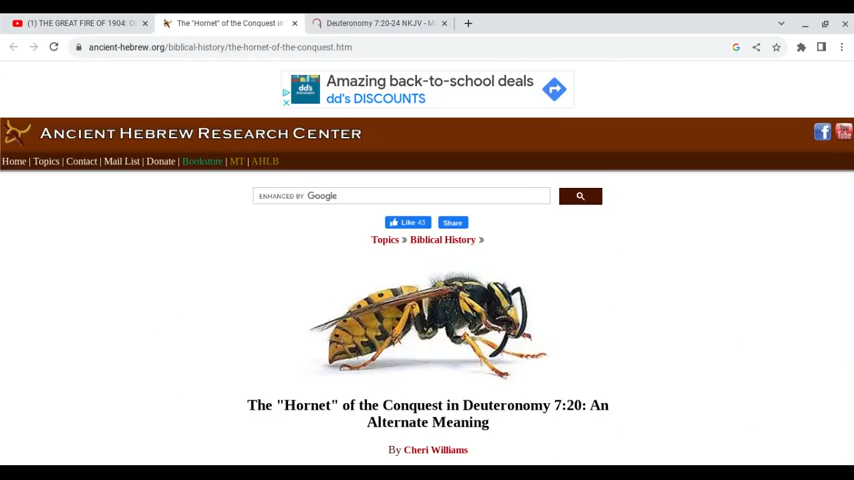 (1) THE GREAT FIRE OF 1904: O
The "Hornet" of the Conquest in
Deuteronomy 7:20-24 NKJV - M
ancient-hebrew.org/biblical-history/the-hornet-of-the-conquest.htm
dd's
DISCOUNTS
Amazing back-to-school deals
dd's DISCOUNTS
ANCIENT HEBREW RESEARCH CENTER
Home | Topics | Contact | Mail List | Donate | Bookstore | MT | AHLB
ENHANCED BY Google
Like 43 Share
Topics » Biblical History »
The "Hornet" of the Conquest in Deuteronomy 7:20: An
Alternate Meaning
By Cheri Williams